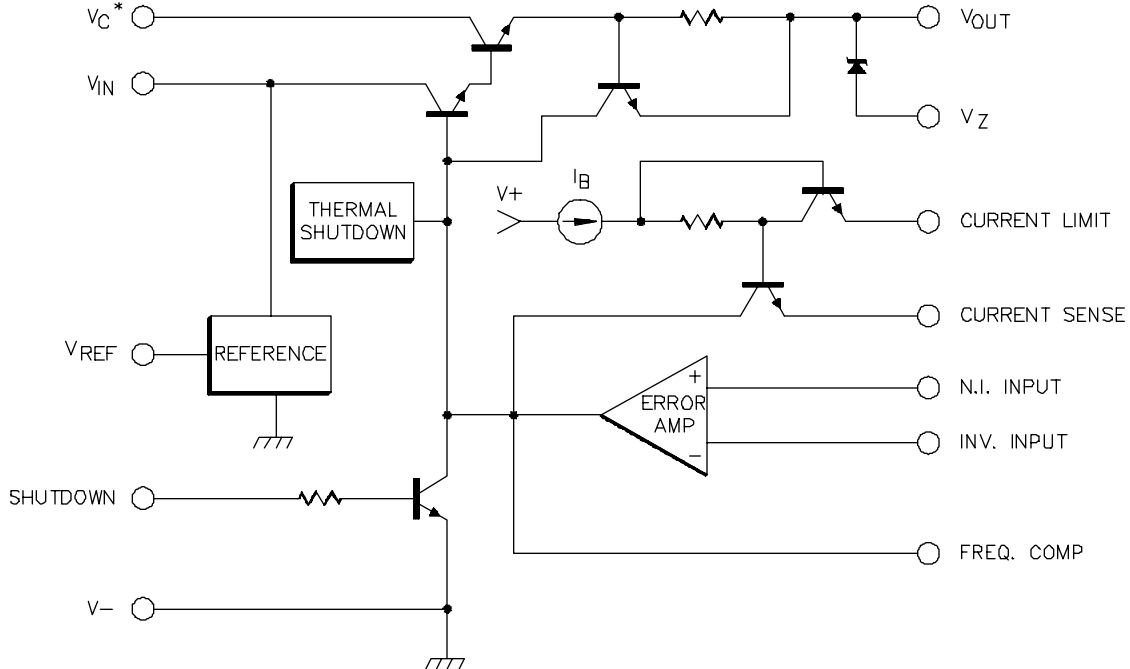 VC*
VOUT
VIN
VZ
IB
V+
THERMAL
SHUTDOWN
CURRENT LIMIT
CURRENT SENSE
VREF
REFERENCE
+
N.I. INPUT
ERROR
AMP
INV. INPUT
−
SHUTDOWN
FREQ. COMP
V−